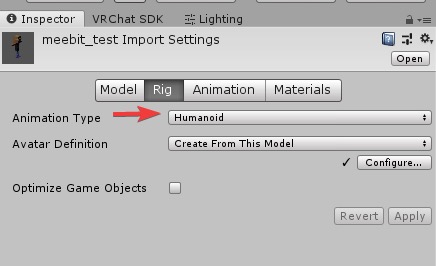 Inspector VRChat SDK Lighting
meebit_test Import Settings
Open
Model Rig Animation Materials
Animation Type Humanoid
Avatar Definition Create From This Model
Configure...
Optimize Game Objects
Revert Apply